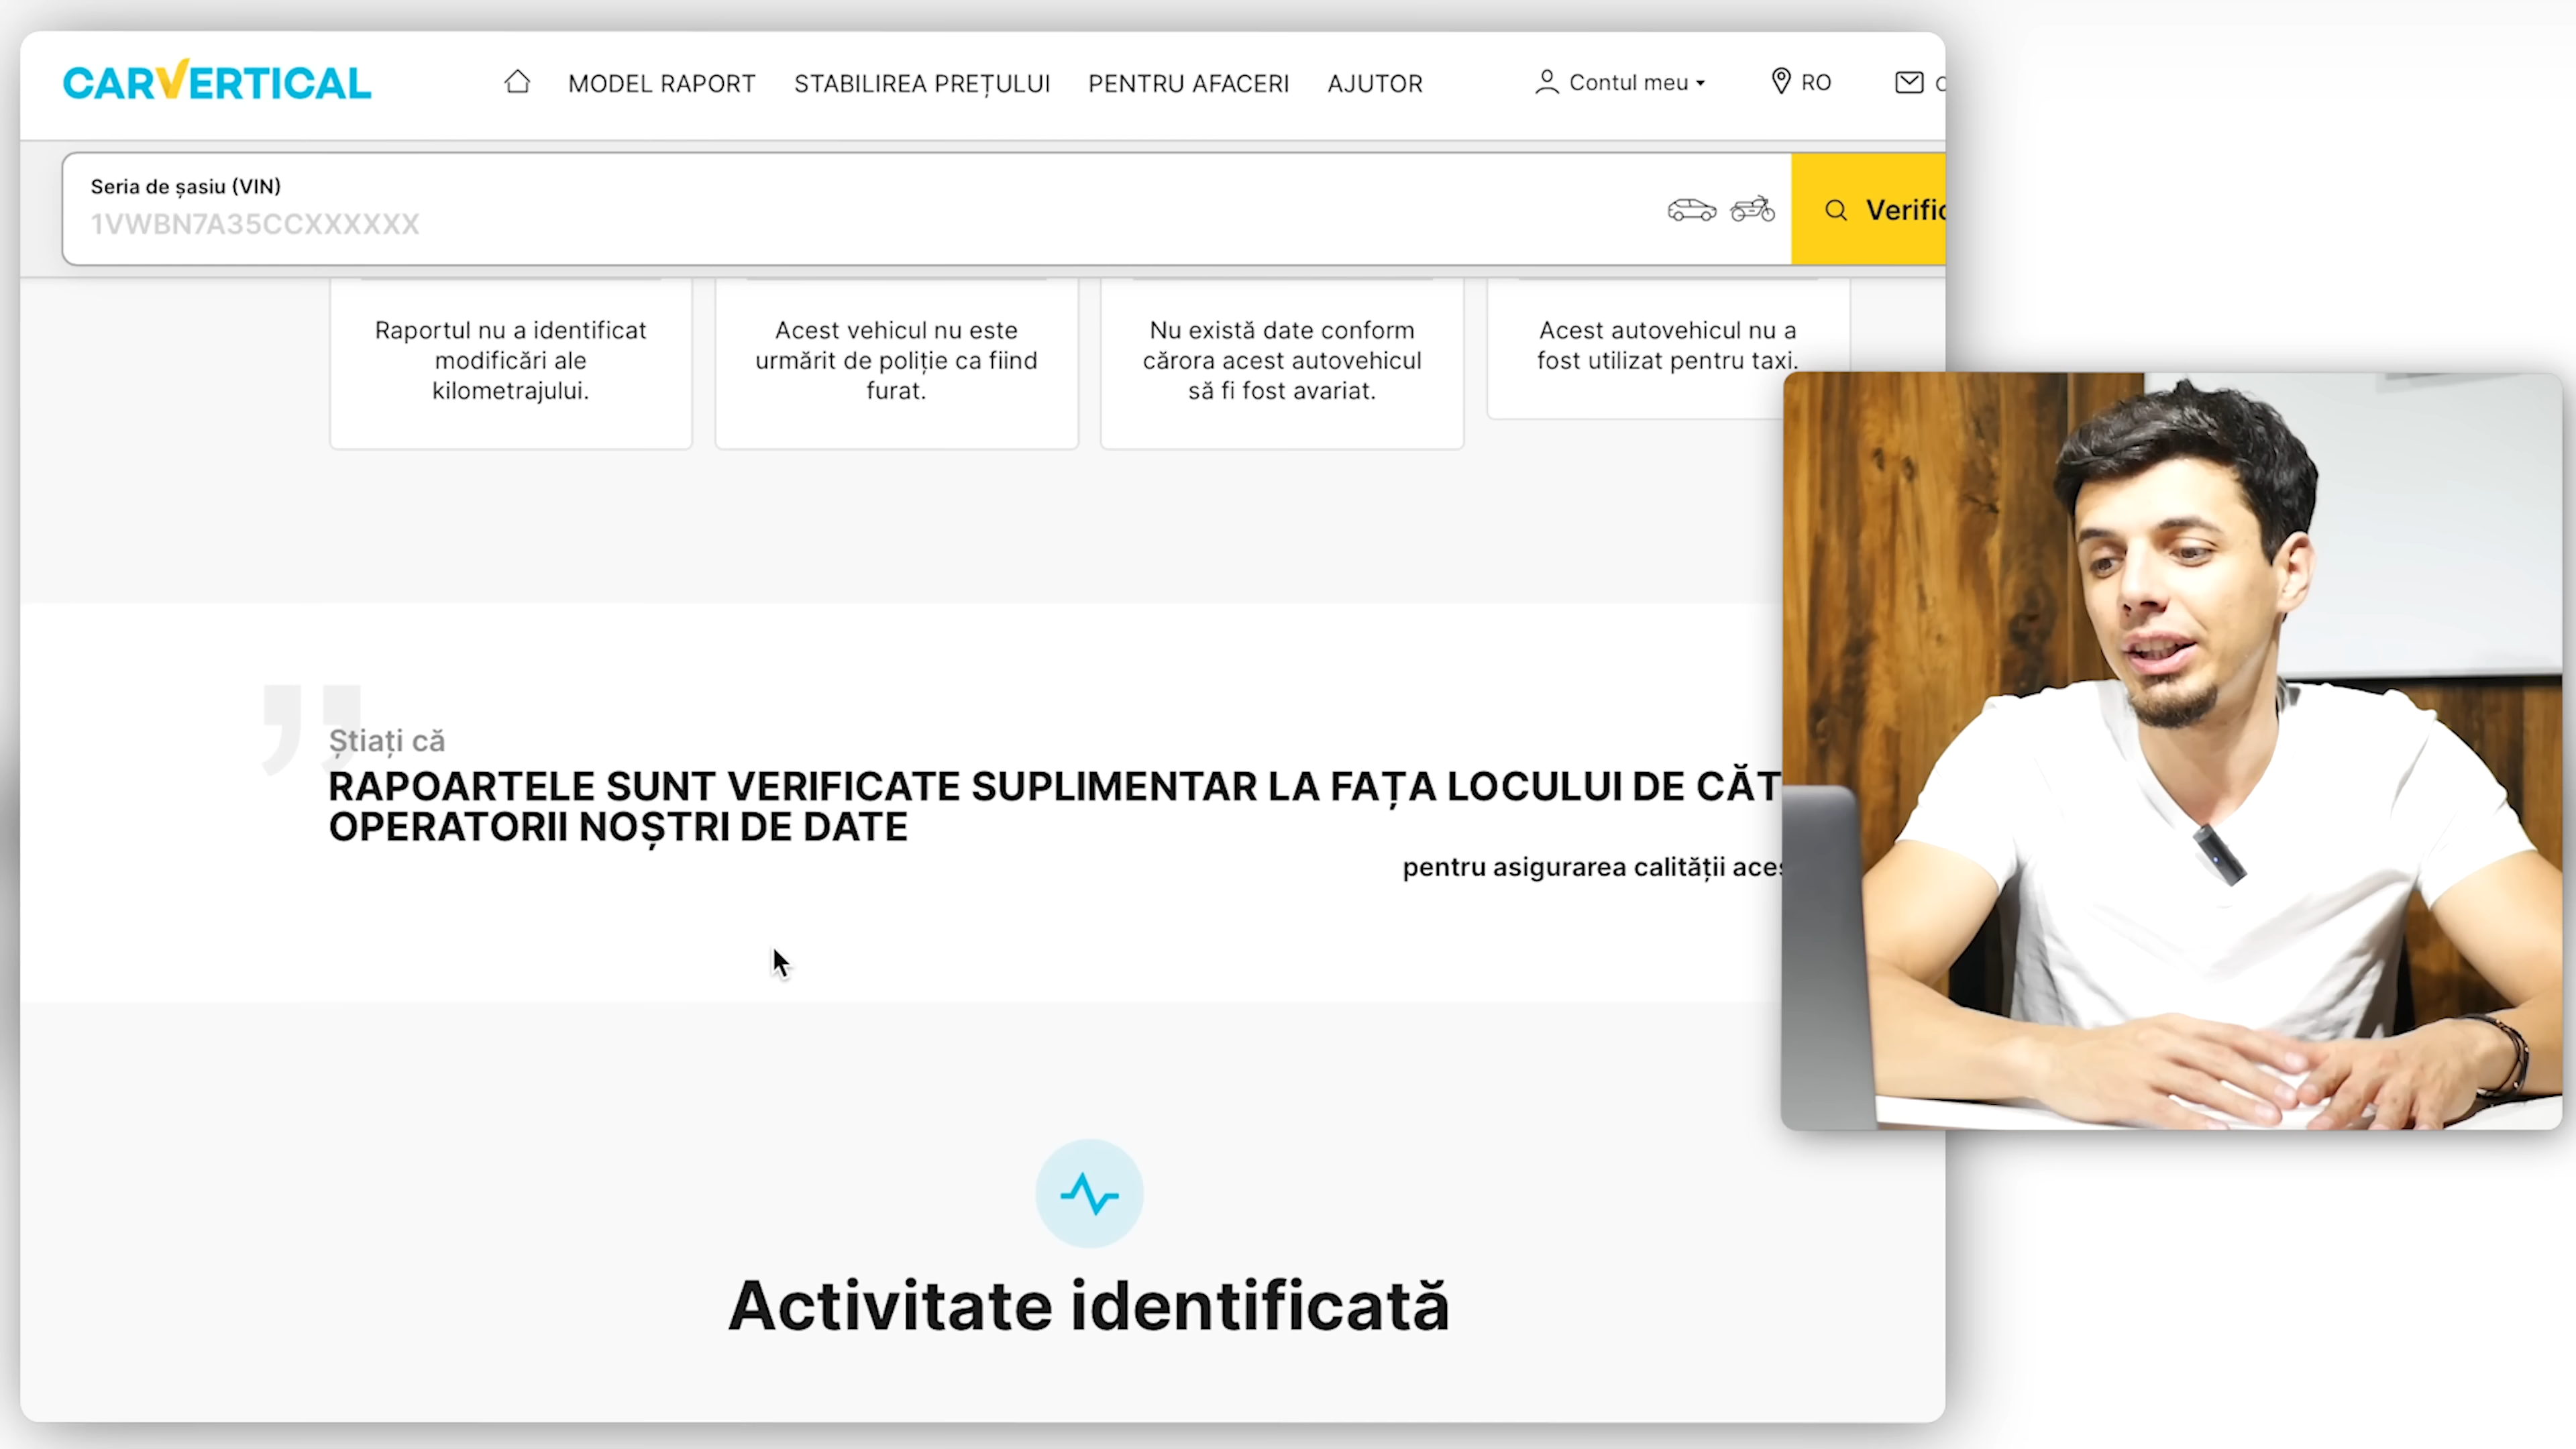 CARVERTICAL
MODEL RAPORT
STABILIREA PREȚULUI
PENTRU AFACERI
AJUTOR
Contul meu
RO
Seria de șasiu (VIN)
1VWBN7A35CCXXXXXX
Raportul nu a identificat
modificări ale
kilometrajului.
Acest vehicul nu este
urmărit de poliție ca fiind
furat.
Nu există date conform
cărora acest autovehicul
să fi fost avariat.
Acest autovehicul nu a
fost utilizat pentru taxi.
Știați că
RAPOARTELE SUNT VERIFICATE SUPLIMENTAR LA FAȚA LOCULUI DE
OPERATORII NOȘTRI DE DATE
pentru asigurarea calității
Activitate identificată